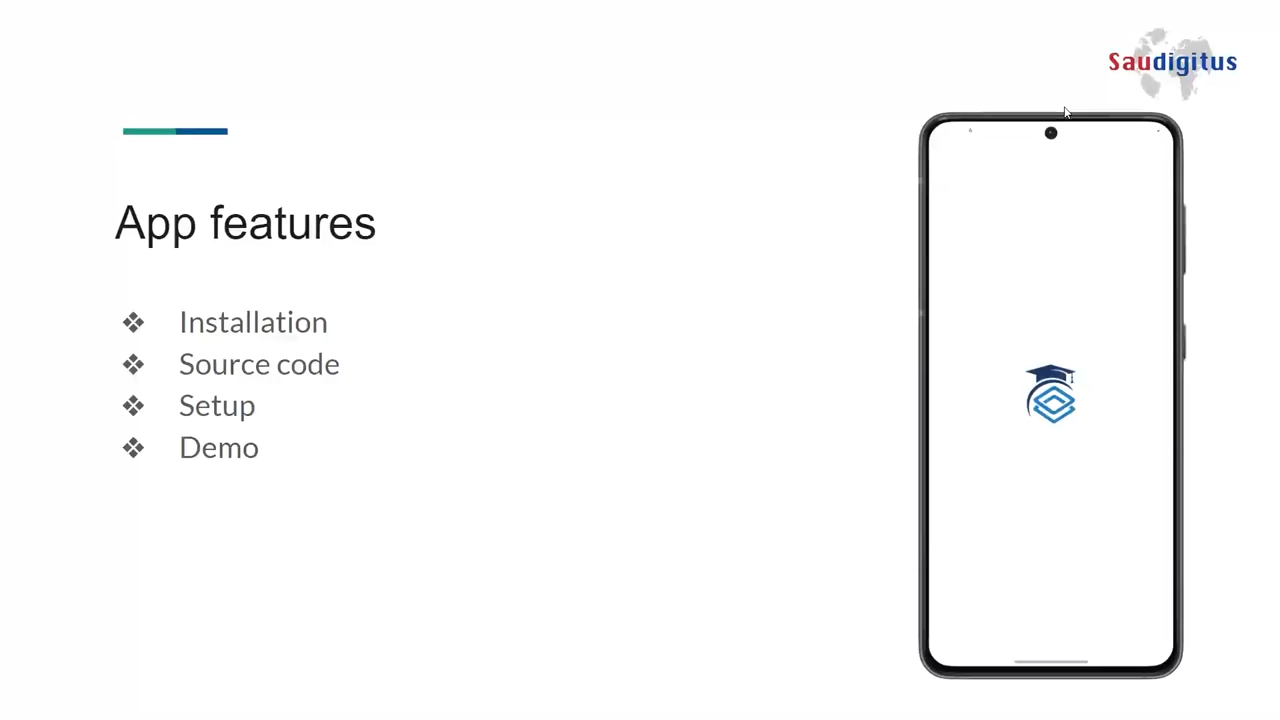 Saudigitus
App features
❖ Installation
❖ Source code
❖ Setup
❖ Demo